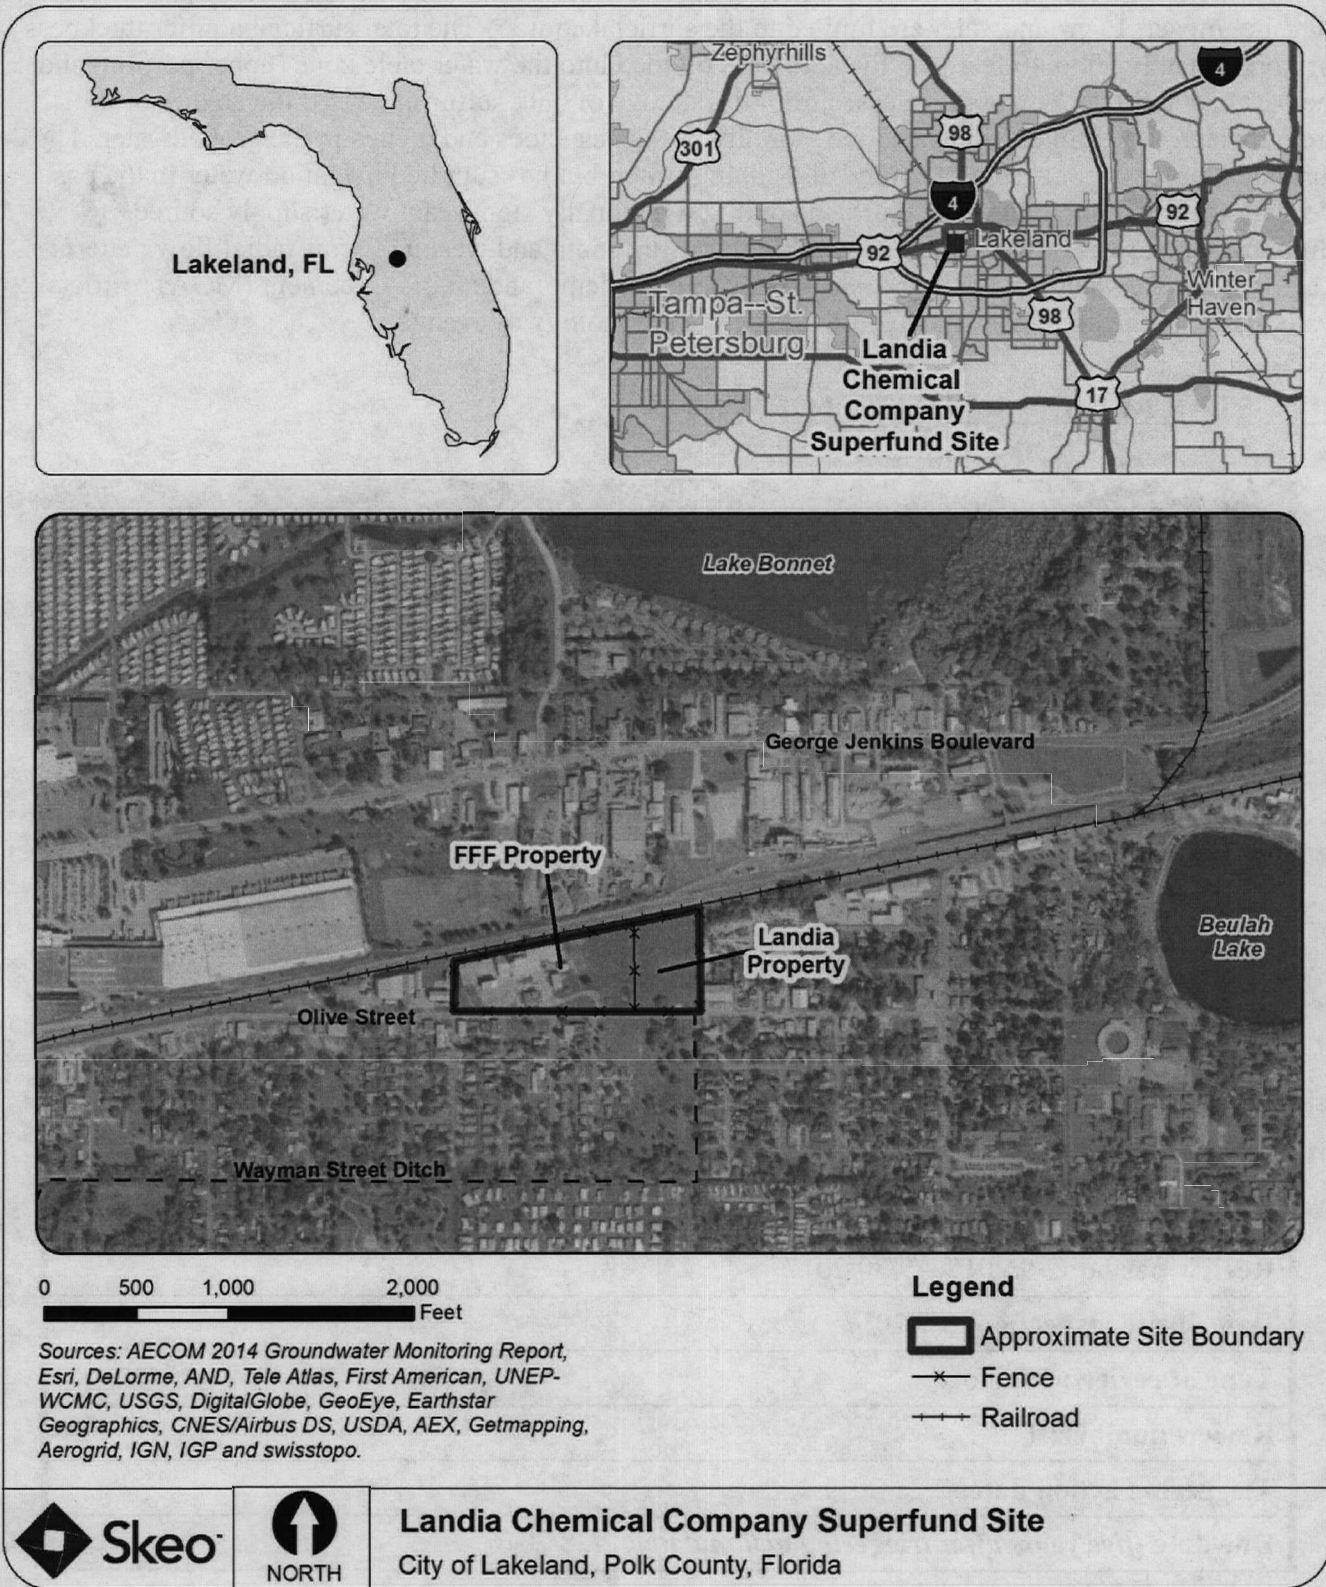 Lakeland, FL
Zephyrhills
4
98
301
4
92
Lakeland
92
Winter
Haven
Tampa--St.
Petersburg
98
17
Landia
Chemical
Company
Superfund Site
Lake Bonnet
George Jenkins Boulevard
FFF Property
Landia
Property
Beulah
Lake
Olive Street
Wayman Street Ditch
0 500 1,000 2,000
Feet
Sources: AECOM 2014 Groundwater Monitoring Report,
Esri, DeLorme, AND, Tele Atlas, First American, UNEP-
WCMC, USGS, DigitalGlobe, GeoEye, Earthstar
Geographics, CNES/Airbus DS, USDA, AEX, Getmapping,
Aerogrid, IGN, IGP and swisstopo.
Legend
Approximate Site Boundary
Fence
Railroad
Skeo
NORTH
Landia Chemical Company Superfund Site
City of Lakeland, Polk County, Florida